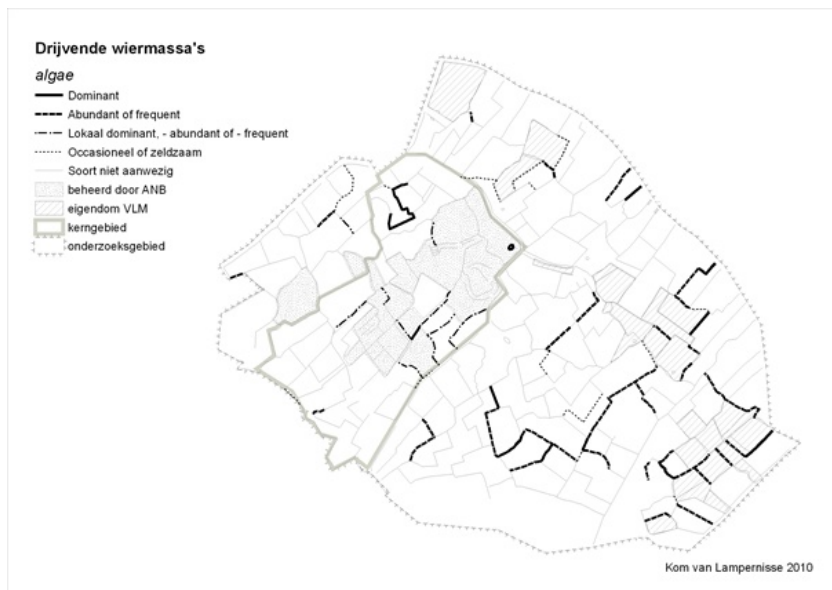 Drijvende wiermassa's
algae
Dominant
Abundant of frequent
Lokaal dominant, - abundant of - frequent
Occasioneel of zeldzaam
Soort niet aanwezig
beheerd door ANB
eigendom VLM
kerngebied
onderzoeksgebied
Kom van Lampernisse 2010